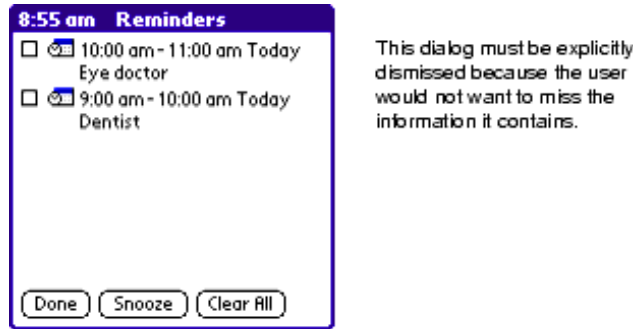 8:55 am Reminders
10:00 am - 11:00 am Today
Eye doctor
9:00 am - 10:00 am Today
Dentist
Done Snooze Clear All
This dialog must be explicitly
dismissed because the user
would not want to miss the
information it contains.